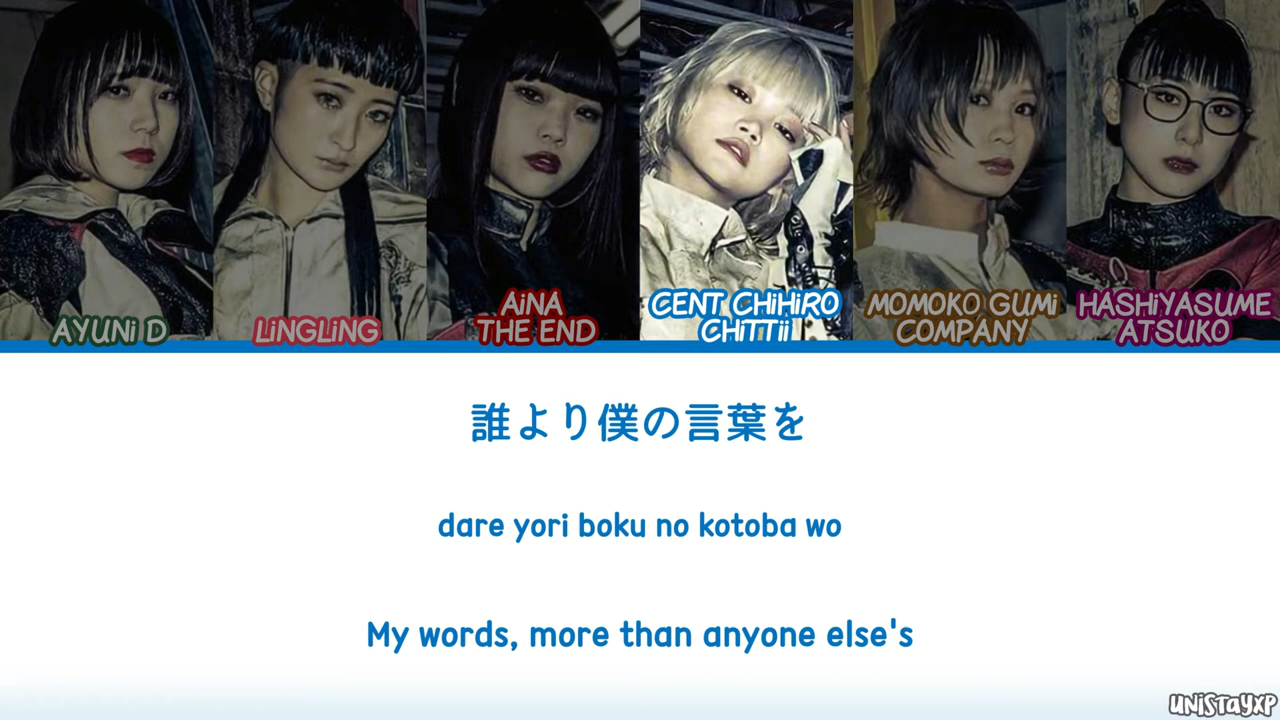 AYUNi D
LiNGLiNG
AiNA
THE END
CENT CHiHiRO
CHiTTii
MOMOKO GUMi
COMPANY
HASHiYASUME
ATSUKO
誰より僕の言葉を
dare yori boku no kotoba wo
My words, more than anyone else's
UNiStayXP